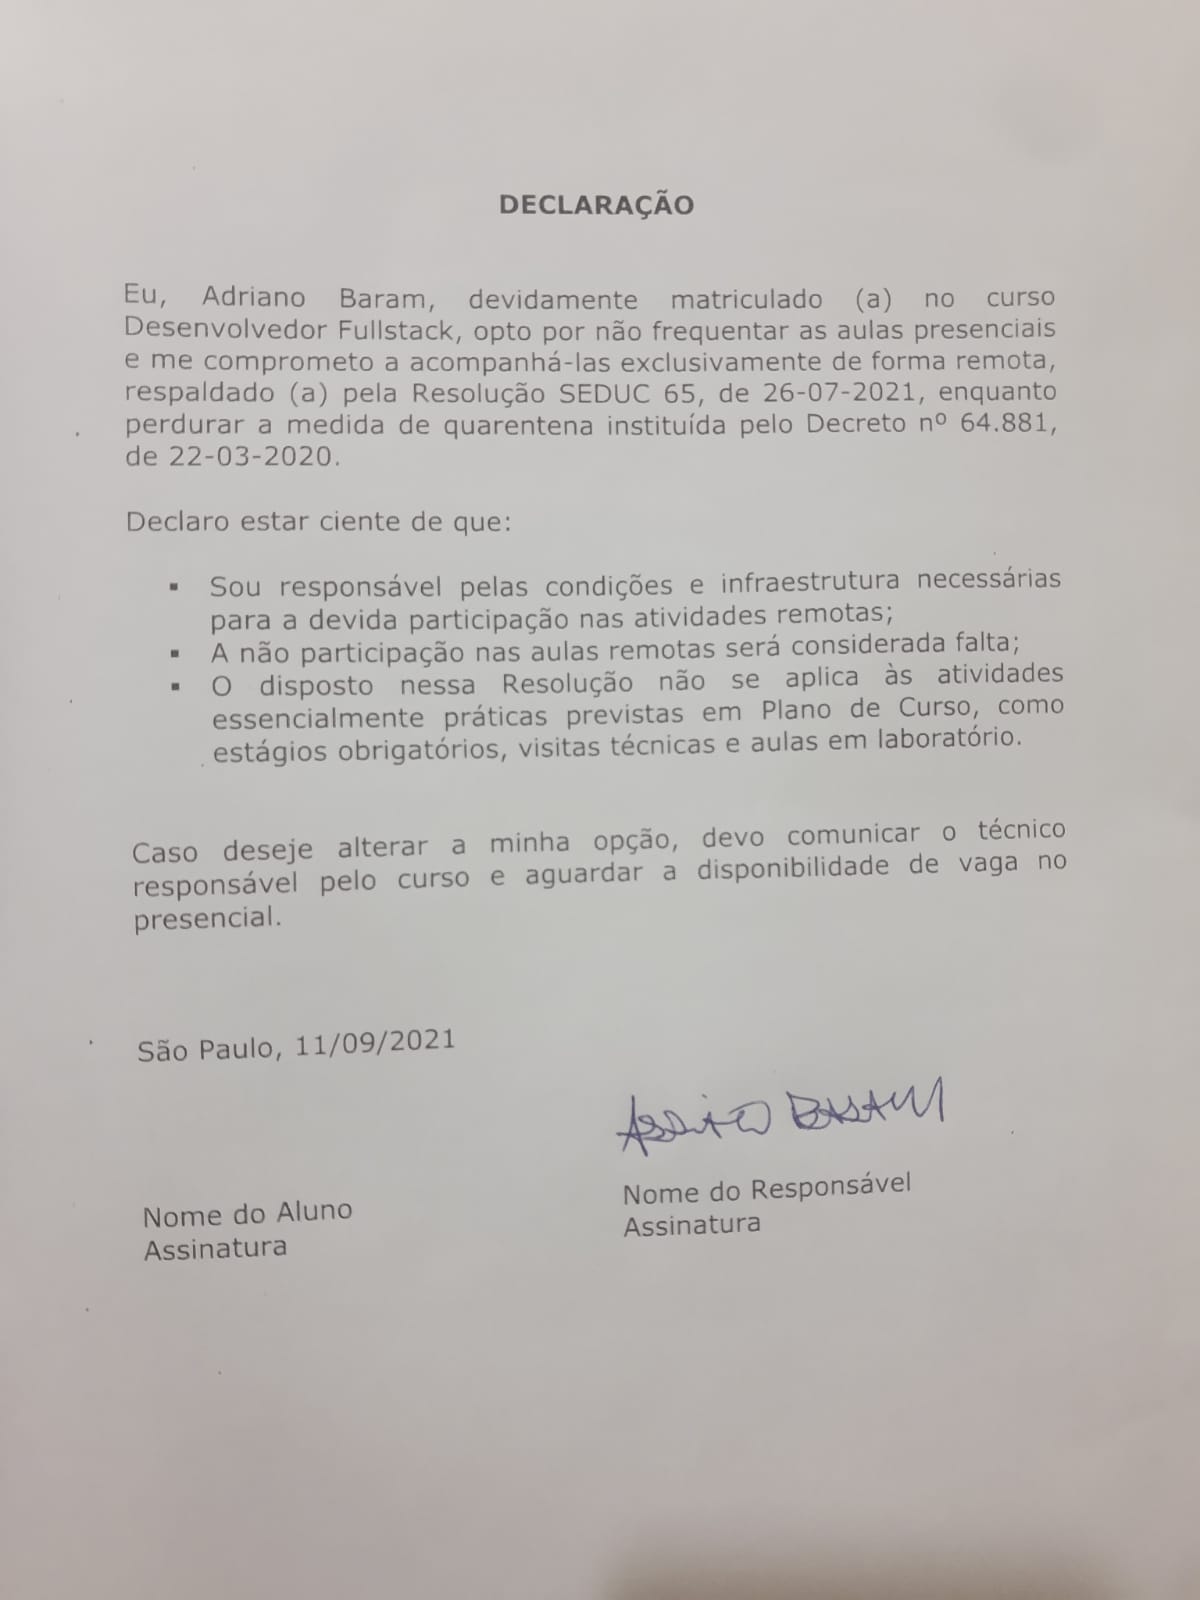 DECLARAÇÃO
Eu, Adriano Baram, devidamente matriculado (a) no curso
Desenvolvedor Fullstack, opto por não frequentar as aulas presenciais
e me comprometo a acompanhá-las exclusivamente de forma remota,
respaldado (a) pela Resolução SEDUC 65, de 26-07-2021, enquanto
perdurar a medida de quarentena instituída pelo Decreto nº 64.881,
de 22-03-2020.
Declaro estar ciente de que:
▪ Sou responsável pelas condições e infraestrutura necessárias
para a devida participação nas atividades remotas;
▪ A não participação nas aulas remotas será considerada falta;
▪ O disposto nessa Resolução não se aplica às atividades
essencialmente práticas previstas em Plano de Curso, como
estágios obrigatórios, visitas técnicas e aulas em laboratório.
Caso deseje alterar a minha opção, devo comunicar o técnico
responsável pelo curso e aguardar a disponibilidade de vaga no
presencial.
São Paulo, 11/09/2021
Nome do Aluno
Assinatura
Nome do Responsável
Assinatura